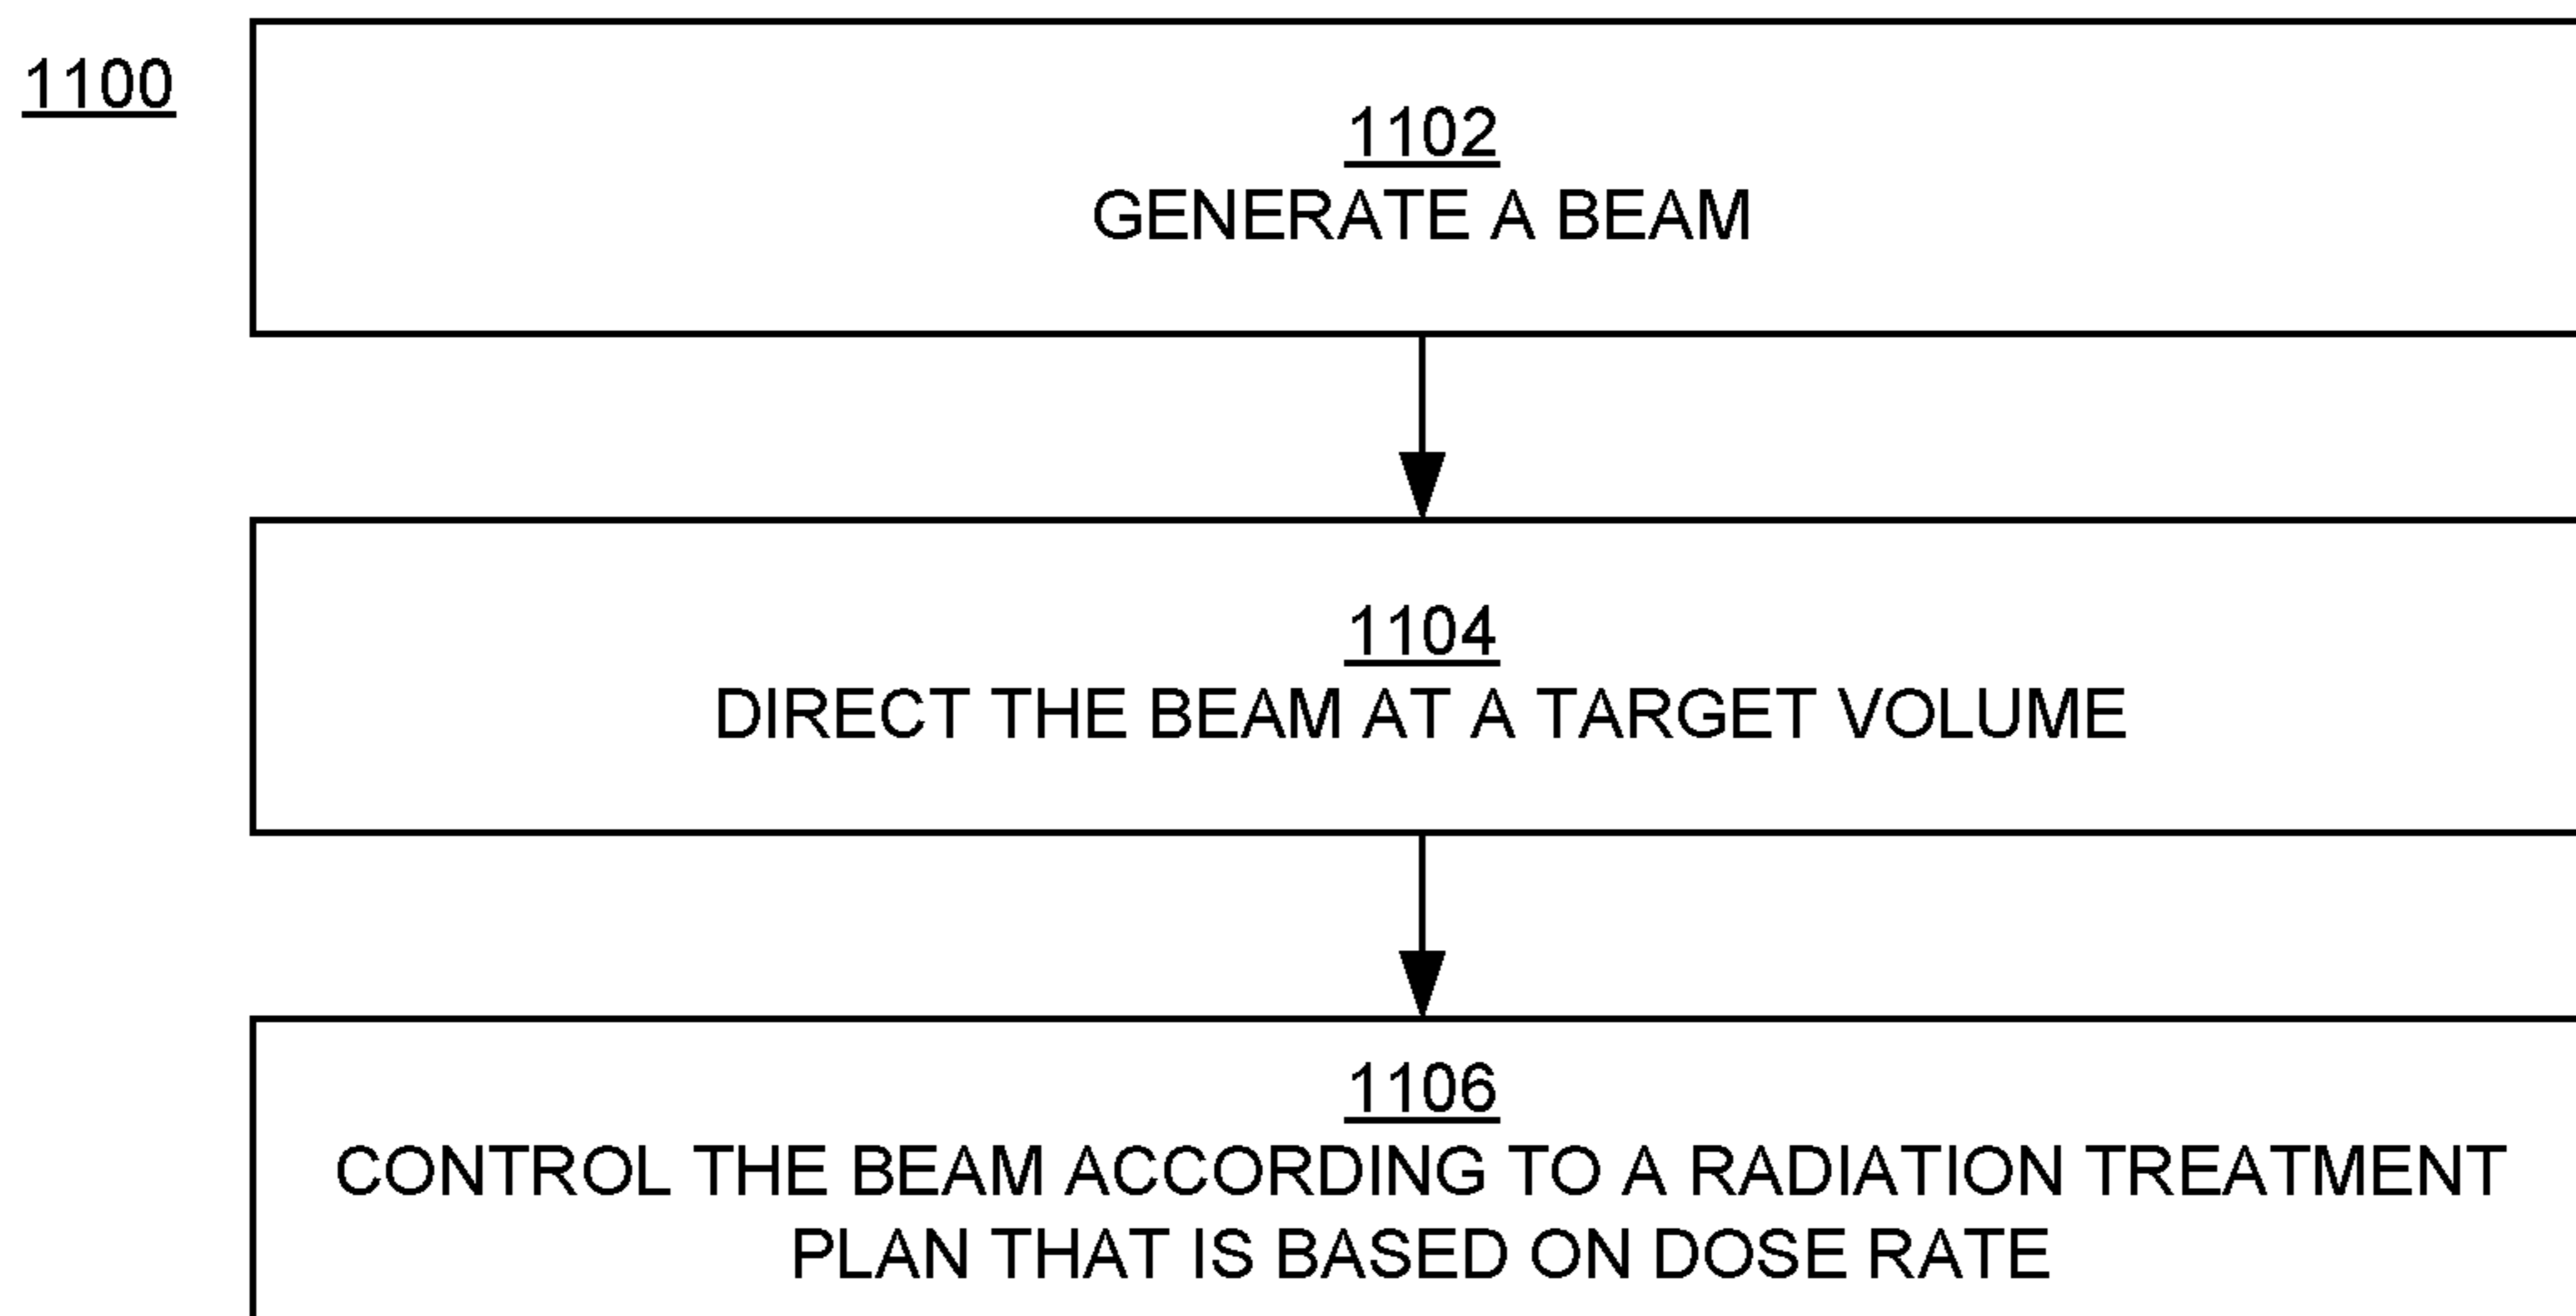 1100
1102
GENERATE A BEAM
1104
DIRECT THE BEAM AT A TARGET VOLUME
1106
CONTROL THE BEAM ACCORDING TO A RADIATION TREATMENT
PLAN THAT IS BASED ON DOSE RATE